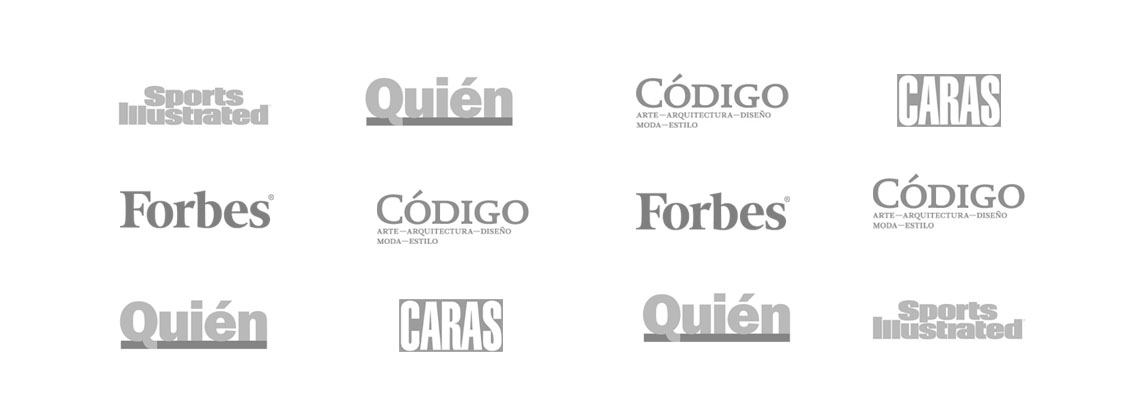 Sports
Illustrated
Quién
CÓDIGO
ARTE—ARQUITECTURA—DISEÑO
MODA—ESTILO
CARAS
Forbes®
CÓDIGO
ARTE—ARQUITECTURA—DISEÑO
MODA—ESTILO
Forbes®
CÓDIGO
ARTE—ARQUITECTURA—DISEÑO
MODA—ESTILO
Quién
CARAS
Quién
Sports
Illustrated